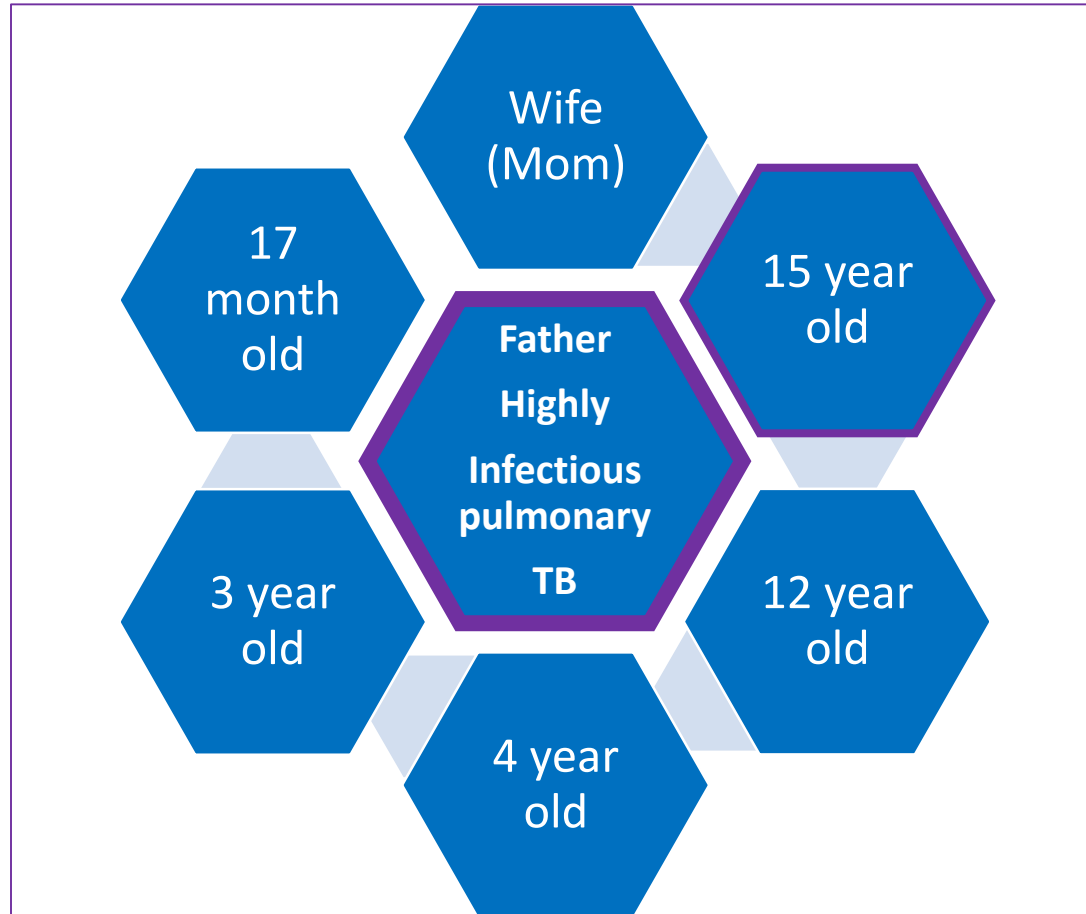 Wife
(Mom)
15 year
old
12 year
old
4 year
old
3 year
old
17
month
old
Father
Highly
Infectious
pulmonary
TB